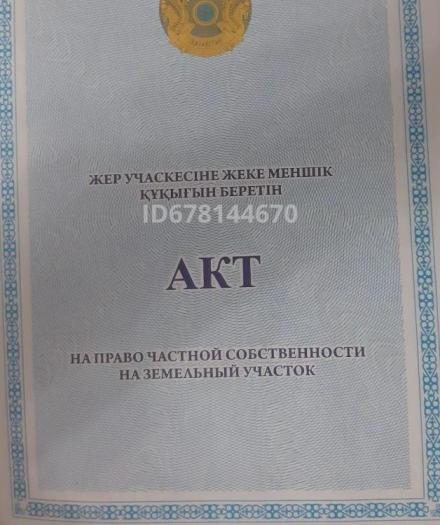 ЖЕР УЧАСКЕСІНЕ ЖЕКЕ МЕНШІК
ҚҰҚЫҒЫН БЕРЕТІН
ID678144670
АКТ
НА ПРАВО ЧАСТНОЙ СОБСТВЕННОСТИ
НА ЗЕМЕЛЬНЫЙ УЧАСТОК